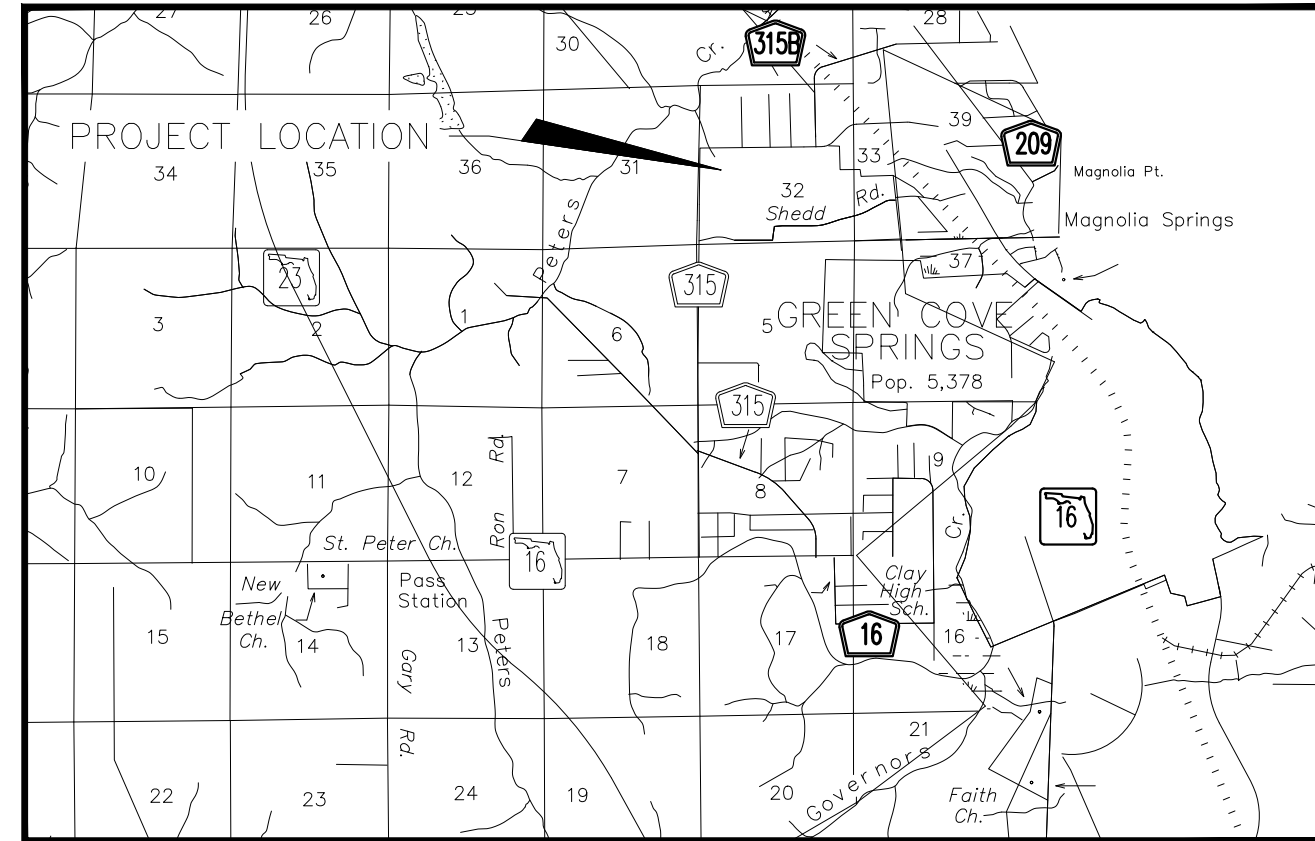 27
26
25
30
Cr.
315B
28
PROJECT LOCATION
34
35
36
31
39
33
209
Magnolia Pt.
32
Shedd Rd.
Magnolia Springs
Peters
23
315
37
3
2
1
6
5
GREEN COVE
SPRINGS
Pop. 5,378
315
10
11
12
Ron Rd
7
8
9
Cr.
16
St. Peter Ch.
16
New
Bethel
Ch.
Pass
Station
Clay
High
Sch.
15
14
13
Peters
18
17
16
16
Gary Rd.
21
Governors
22
23
24
19
20
Faith
Ch.